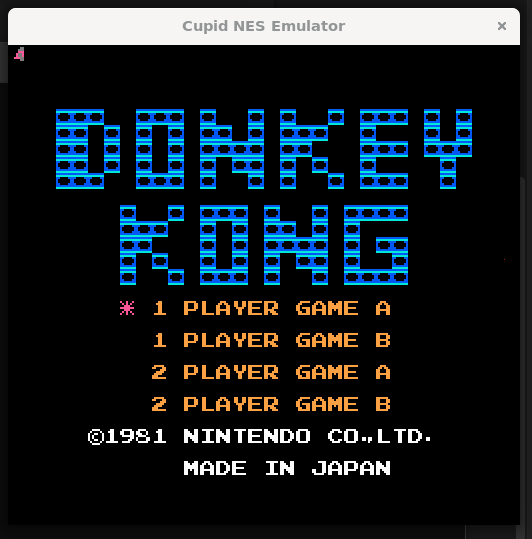 Cupid NES Emulator
DONKEY
KONG
1 PLAYER GAME A
1 PLAYER GAME B
2 PLAYER GAME A
2 PLAYER GAME B
©1981 NINTENDO CO.,LTD.
MADE IN JAPAN